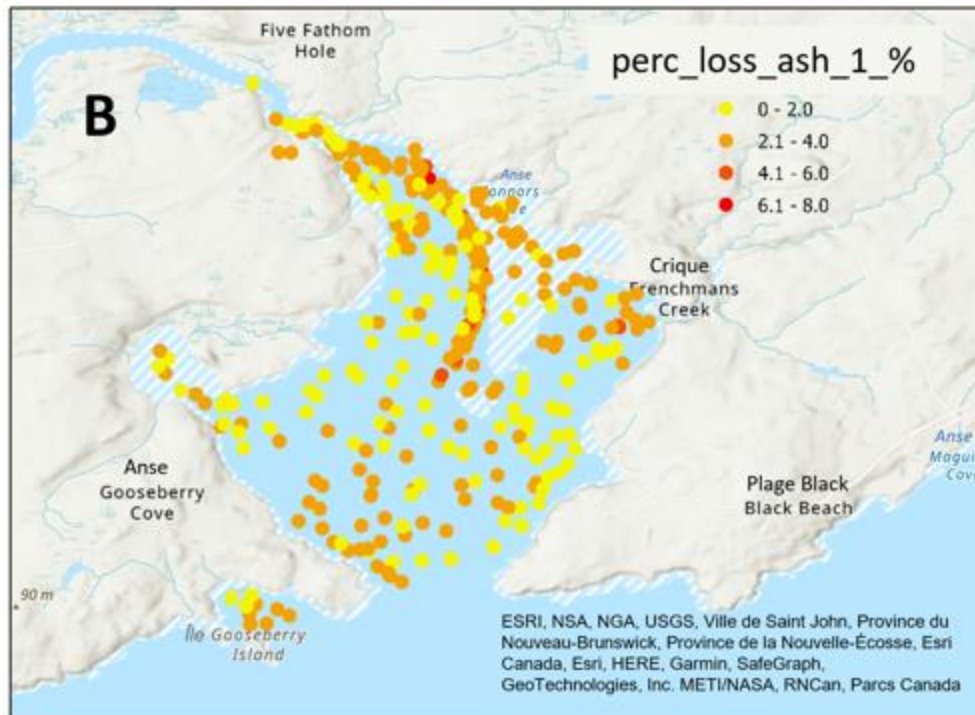 Five Fathom
Hole
B
perc_loss_ash_1_%
0 - 2.0
2.1 - 4.0
4.1 - 6.0
6.1 - 8.0
Anse
Crique
Frenchmans
Creek
Anse
Gooseberry
Cove
Plage Black
Black Beach
Anse
90 m
Île Gooseberry
Island
ESRI, NSA, NGA, USGS, Ville de Saint John, Province du
Nouveau-Brunswick, Province de la Nouvelle-Écosse, Esri
Canada, Esri, HERE, Garmin, SafeGraph,
GeoTechnologies, Inc. METI/NASA, RNCan, Parcs Canada